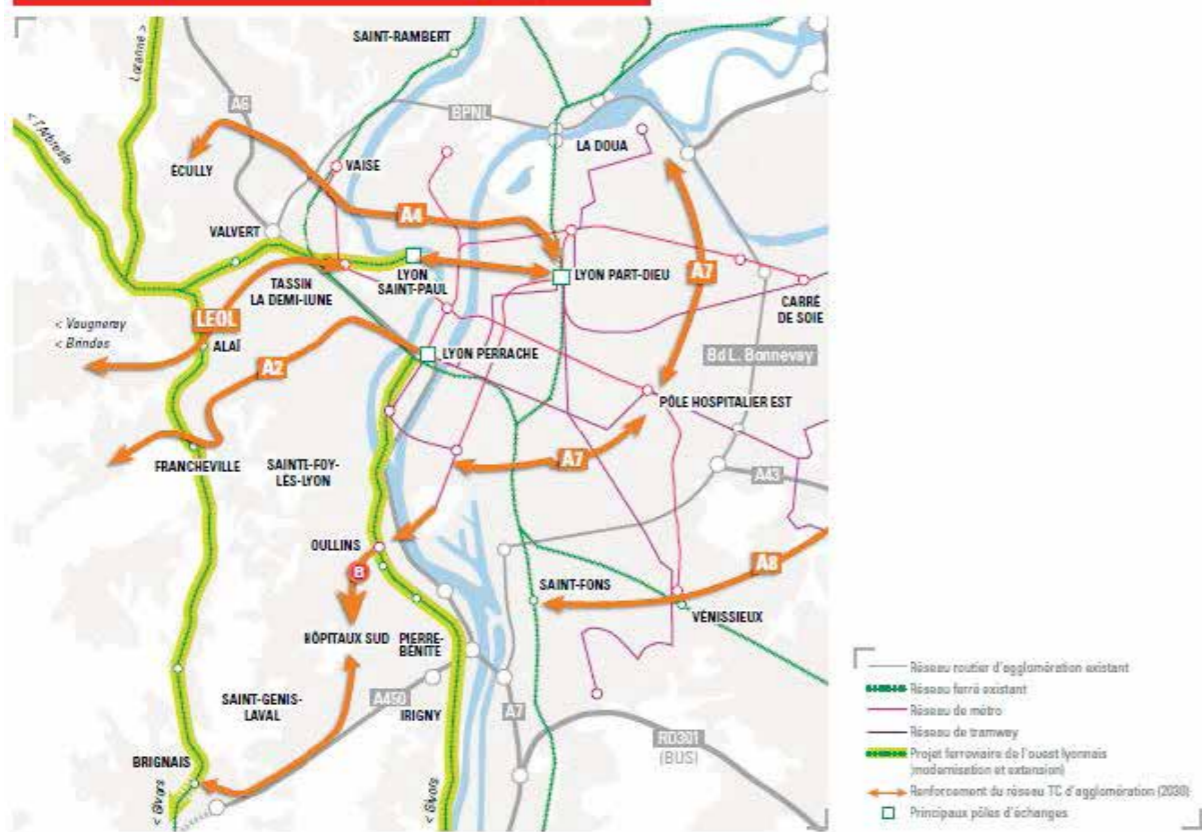 SAINT-RAMBERT
Lozanne >
< l'Arbresle
A6
BPNL
LA DOUA
ÉCULLY
VAISE
A4
VALVERT
LYON
SAINT-PAUL
LYON PART-DIEU
A7
TASSIN
LA DEMI-LUNE
CARRÉ
DE SOIE
LEOL
< Vaugneray
< Brindas
ALAÏ
A2
LYON PERRACHE
Bd L. Bonnevay
PÔLE HOSPITALIER EST
FRANCHEVILLE
SAINTE-FOY-
LÈS-LYON
A7
A43
OULLINS
B
A8
SAINT-FONS
VÉNISSIEUX
HÔPITAUX SUD
PIERRE-
BÉNITE
SAINT-GENIS-
LAVAL
A450
IRIGNY
A7
RD301
(BUS)
BRIGNAIS
< Givors
< Givors
Réseau routier d'agglomération existant
Réseau ferré existant
Réseau de métro
Réseau de tramway
Projet ferroviaire de l'ouest lyonnais
(modernisation et extension)
Renforcement du réseau TC d'agglomération (2030)
Principaux pôles d'échanges